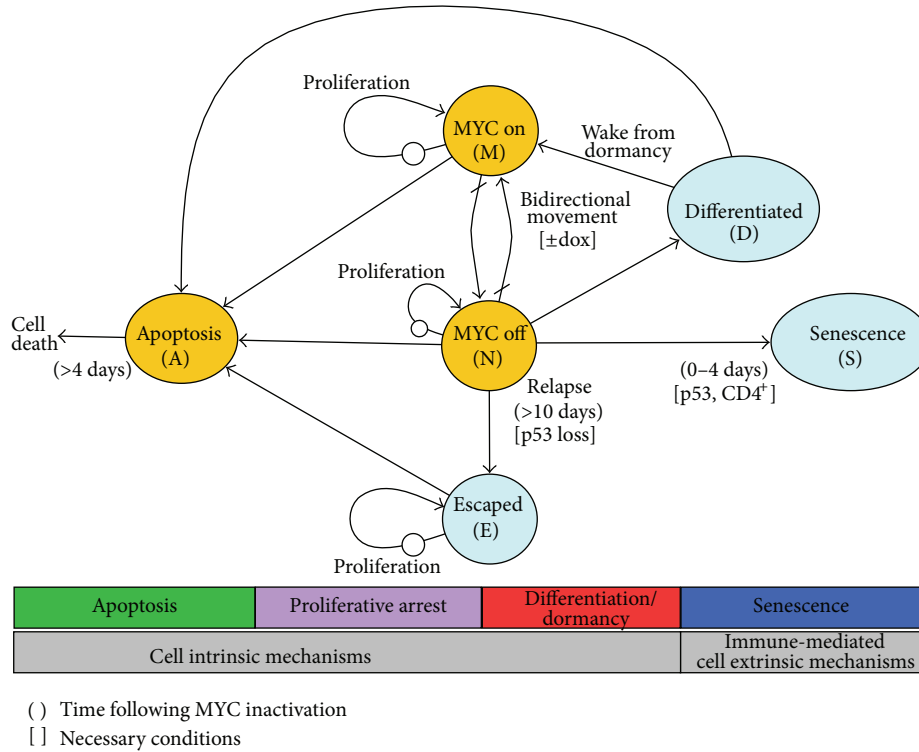 Proliferation
MYC on
(M)
Wake from
dormancy
Bidirectional
movement
[±dox]
Differentiated
(D)
Proliferation
Cell
death
(>4 days)
Apoptosis
(A)
MYC off
(N)
Senescence
(S)
(0–4 days)
[p53, CD4+]
Relapse
(>10 days)
[p53 loss]
Escaped
(E)
Proliferation
Apoptosis
Proliferative arrest
Differentiation/
dormancy
Senescence
Cell intrinsic mechanisms
Immune-mediated
cell extrinsic mechanisms
( ) Time following MYC inactivation
[ ] Necessary conditions